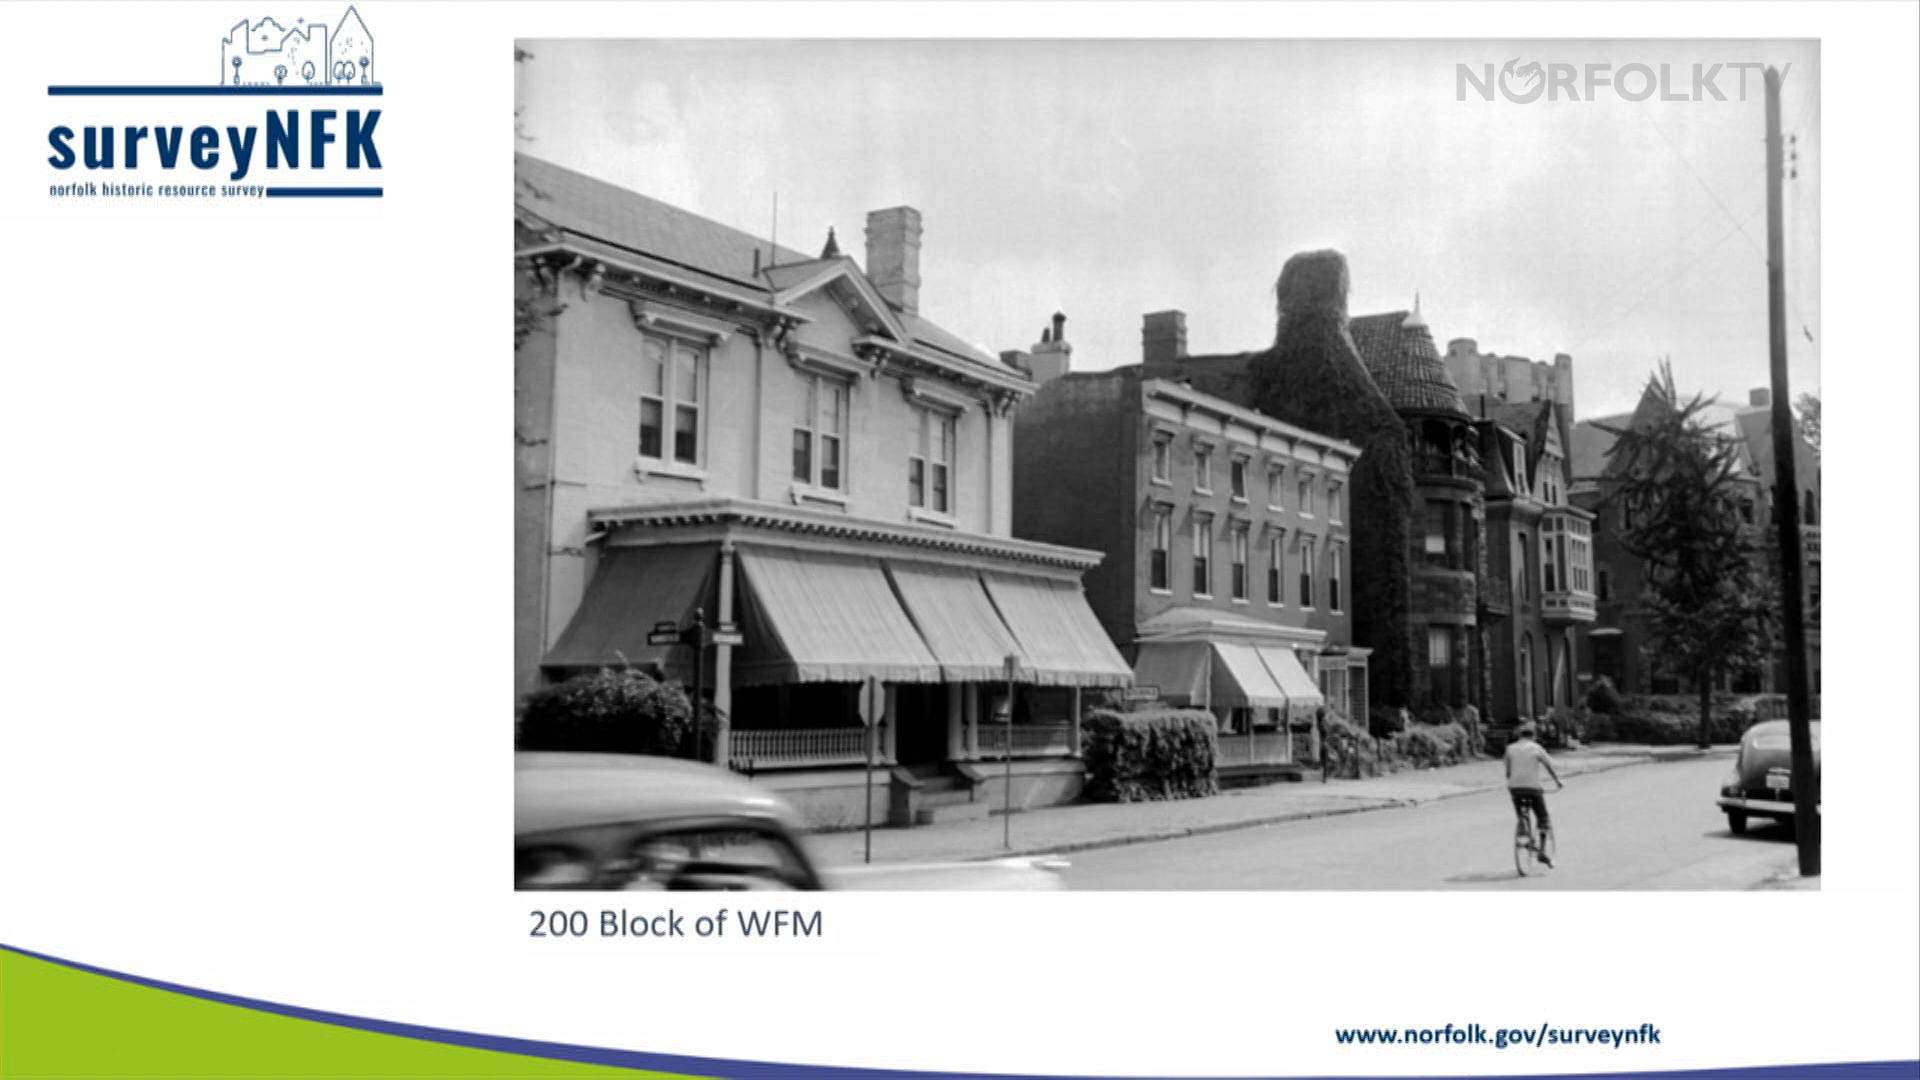 surveyNFK
norfolk historic resource survey
NORFOLKTV
200 Block of WFM
www.norfolk.gov/surveynfk